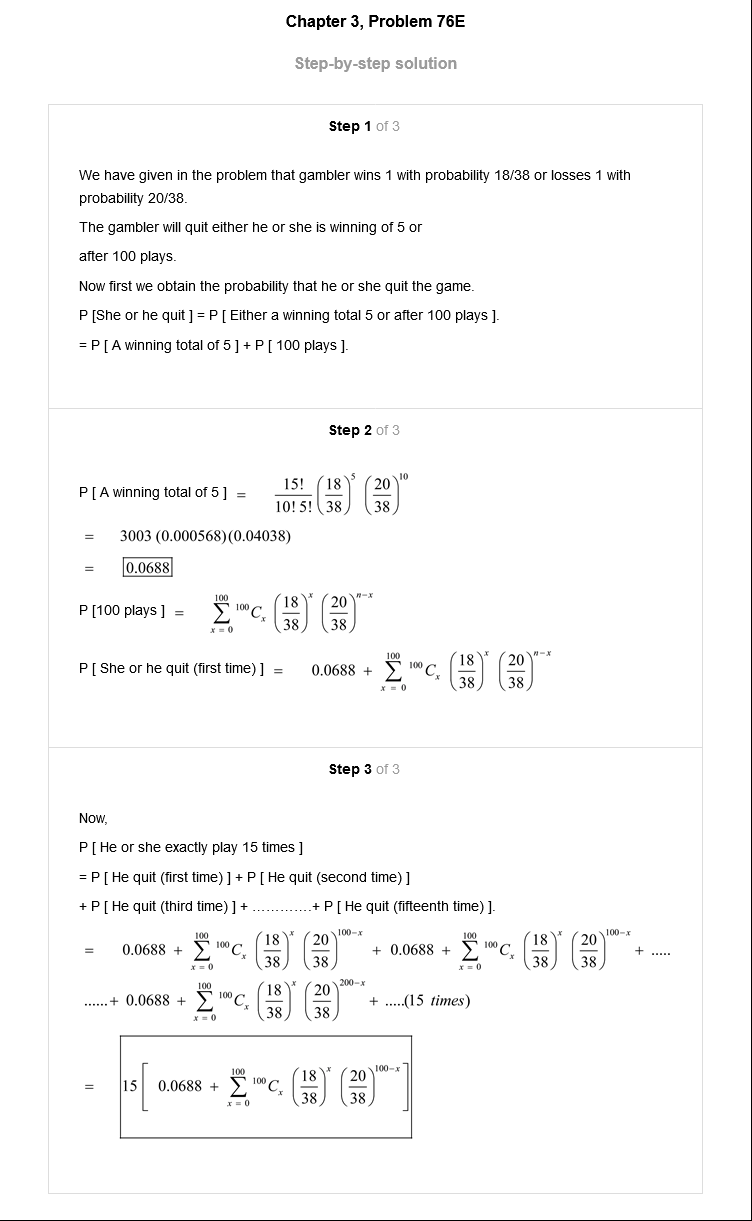 Chapter 3, Problem 76E
Step-by-step solution
Step 1 of 3
We have given in the problem that gambler wins 1 with probability 18/38 or losses 1 with
probability 20/38.
The gambler will quit either he or she is winning of 5 or
after 100 plays.
Now first we obtain the probability that he or she quit the game.
P [She or he quit ] = P [ Either a winning total 5 or after 100 plays ].
= P [ A winning total of 5 ] + P [ 100 plays ].
Step 2 of 3
P [ A winning total of 5 ] = \frac{15!}{10! 5!} \left(\frac{18}{38}\right)^5 \left(\frac{20}{38}\right)^{10}
= 3003 (0.000568)(0.04038)
= 0.0688
P [100 plays ] = \sum_{x = 0}^{100} {}^{100}C_x \left(\frac{18}{38}\right)^x \left(\frac{20}{38}\right)^{n-x}
P [ She or he quit (first time) ] = 0.0688 + \sum_{x = 0}^{100} {}^{100}C_x \left(\frac{18}{38}\right)^x \left(\frac{20}{38}\right)^{n-x}
Step 3 of 3
Now,
P [ He or she exactly play 15 times ]
= P [ He quit (first time) ] + P [ He quit (second time) ]
+ P [ He quit (third time) ] + .............+ P [ He quit (fifteenth time) ].
= 0.0688 + \sum_{x = 0}^{100} {}^{100}C_x \left(\frac{18}{38}\right)^x \left(\frac{20}{38}\right)^{100-x} + 0.0688 + \sum_{x = 0}^{100} {}^{100}C_x \left(\frac{18}{38}\right)^x \left(\frac{20}{38}\right)^{100-x} + .....
......+ 0.0688 + \sum_{x = 0}^{100} {}^{100}C_x \left(\frac{18}{38}\right)^x \left(\frac{20}{38}\right)^{200-x} + .....(15 times)
= 15 \left[ 0.0688 + \sum_{x = 0}^{100} {}^{100}C_x \left(\frac{18}{38}\right)^x \left(\frac{20}{38}\right)^{100-x} \right]